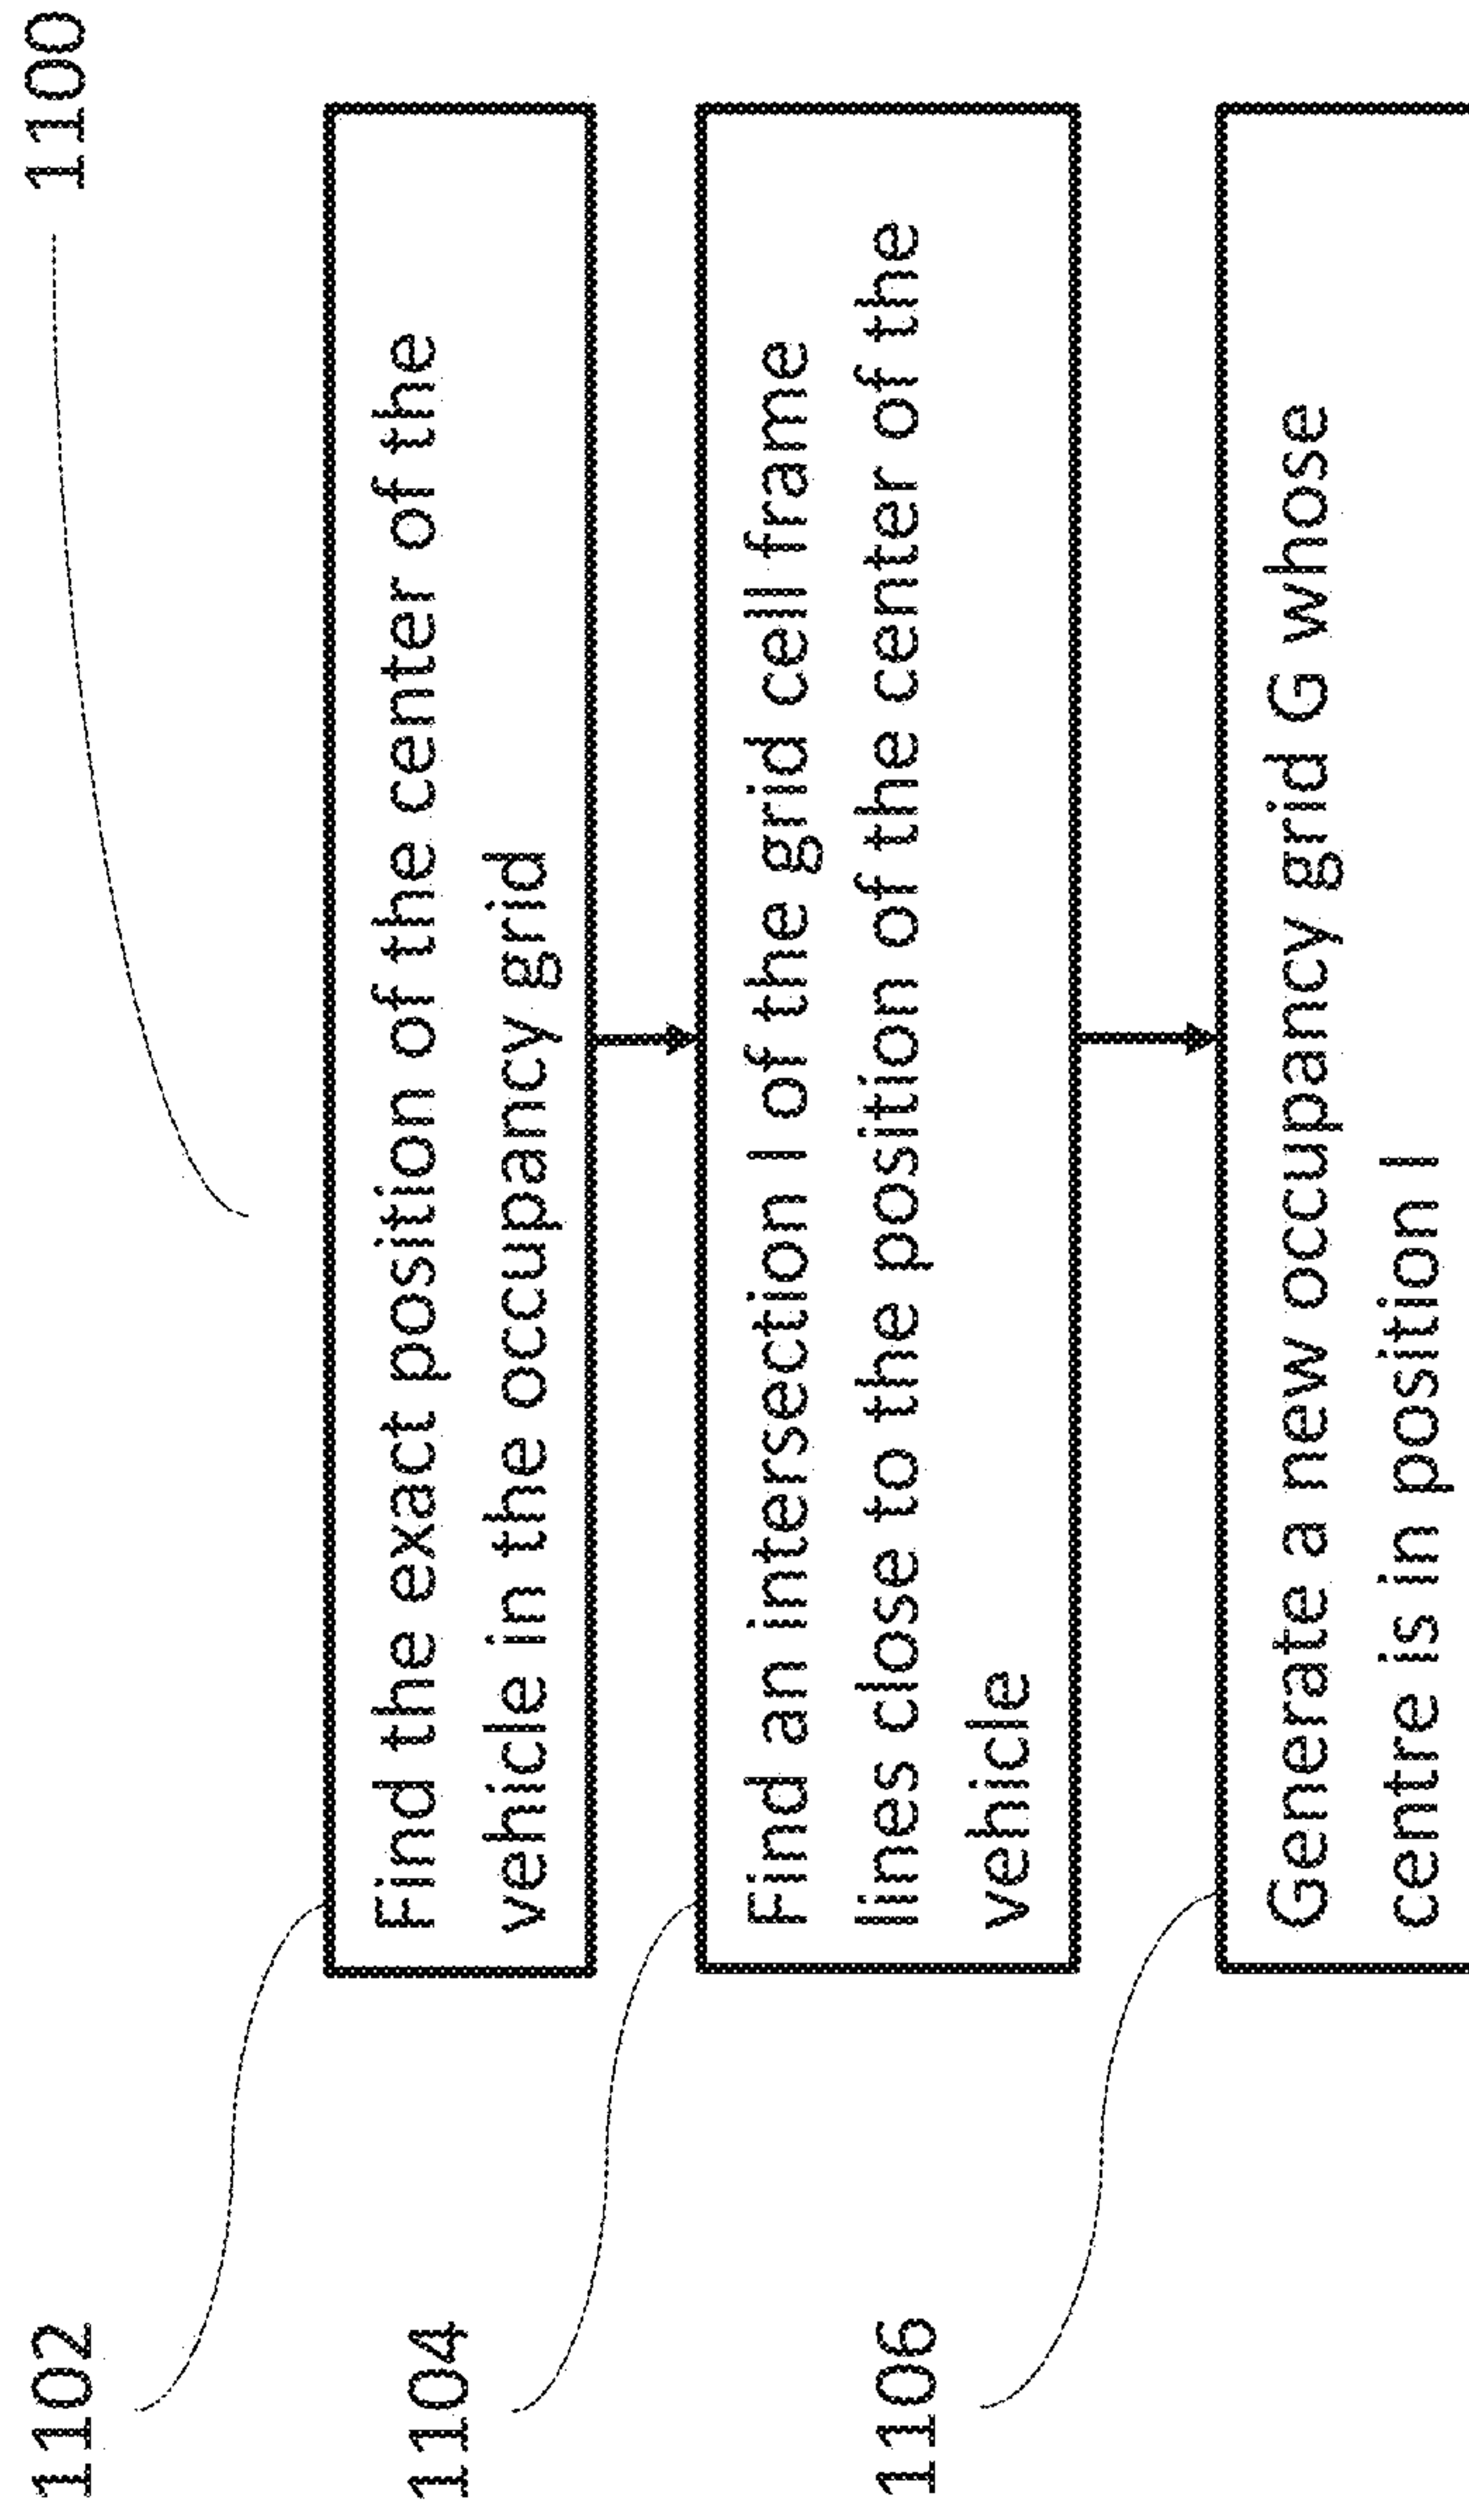 1100
1102
Find the exact position of the center of the
vehicle in the occupancy grid
1104
Find an intersection I of the grid cell frame
lines close to the position of the center of the
vehicle
1106
Generate a new occupancy grid G whose
centre is in position I